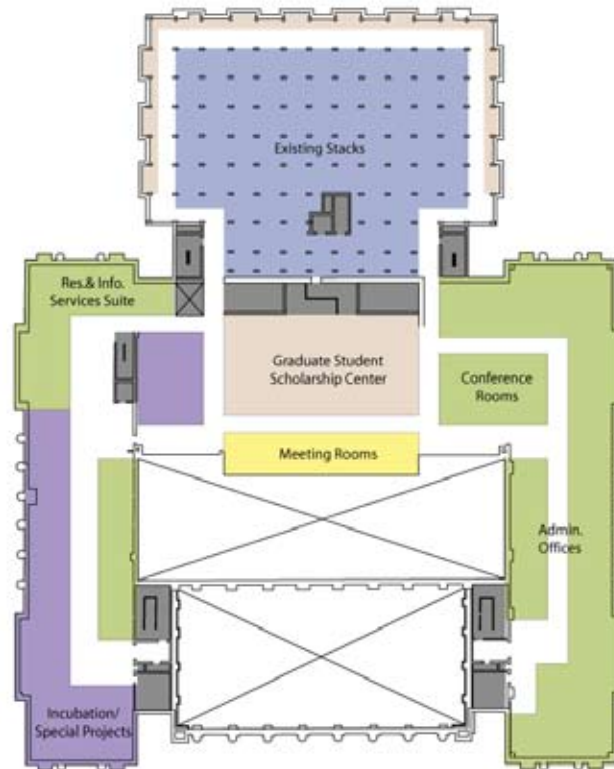 Existing Stacks
Res.& Info.
Services Suite
Graduate Student
Scholarship Center
Conference
Rooms
Meeting Rooms
Admin.
Offices
Incubation/
Special Projects